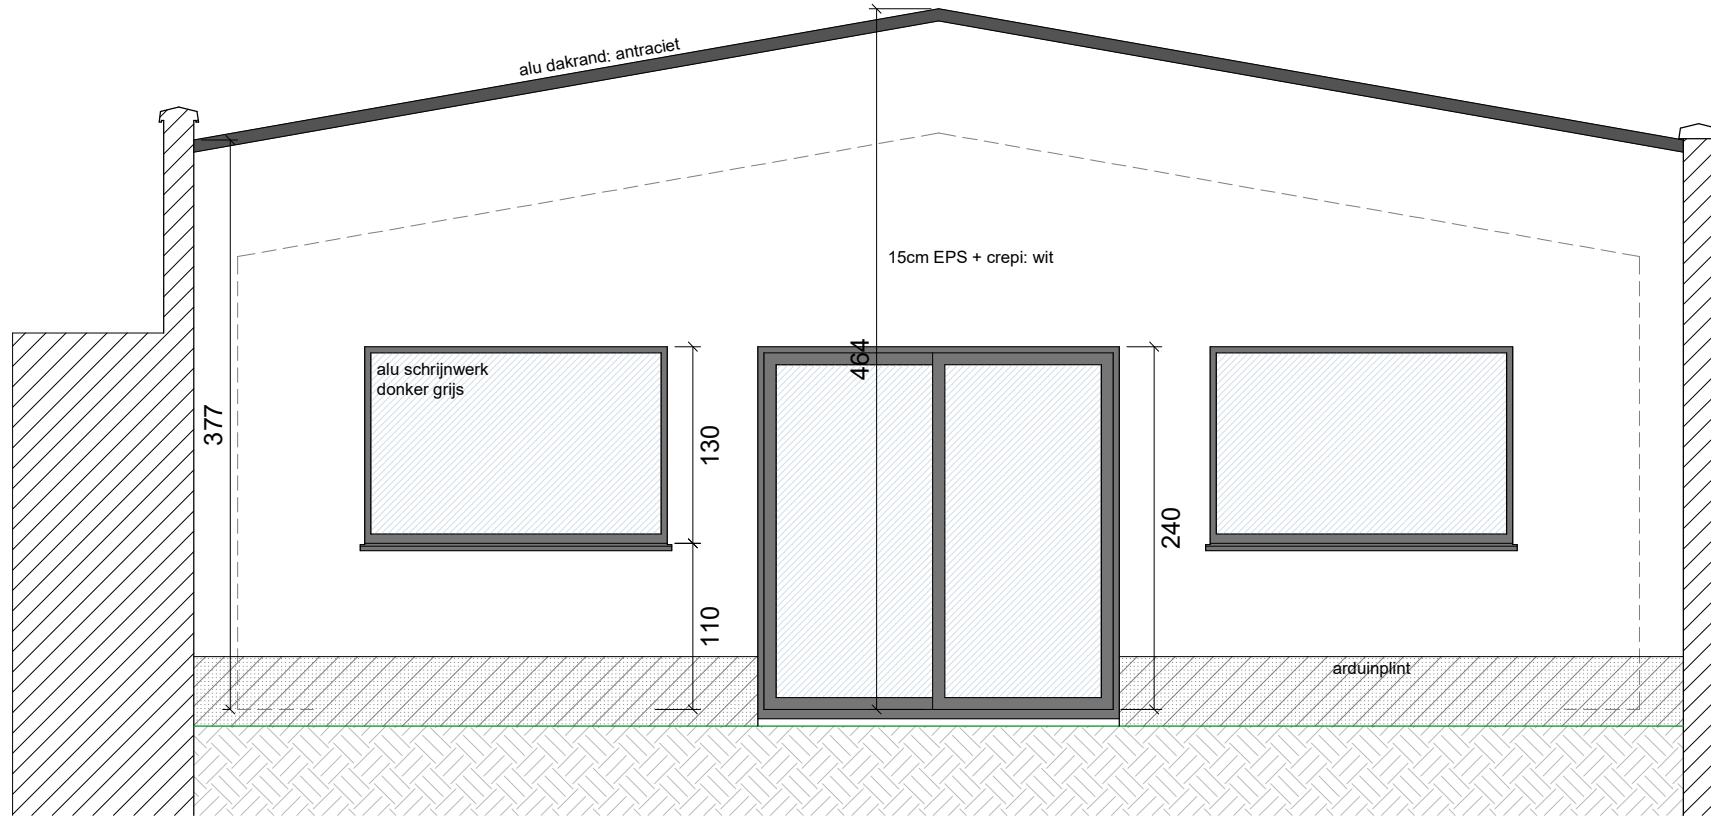 alu dakrand: antraciet
15cm EPS + crepi: wit
464
alu schrijnwerk
donker grijs
377
130
240
110
arduinplint